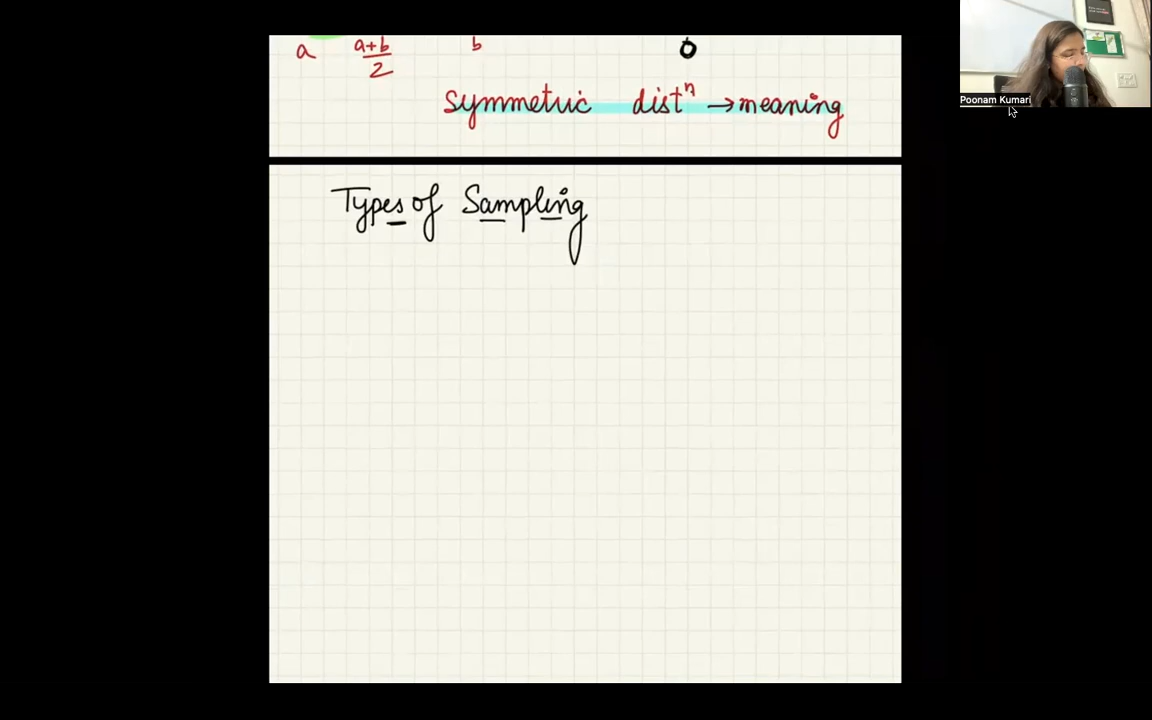 a a+b/2 b 0
Symmetric distⁿ → meaning
Types of Sampling
Poonam Kumari